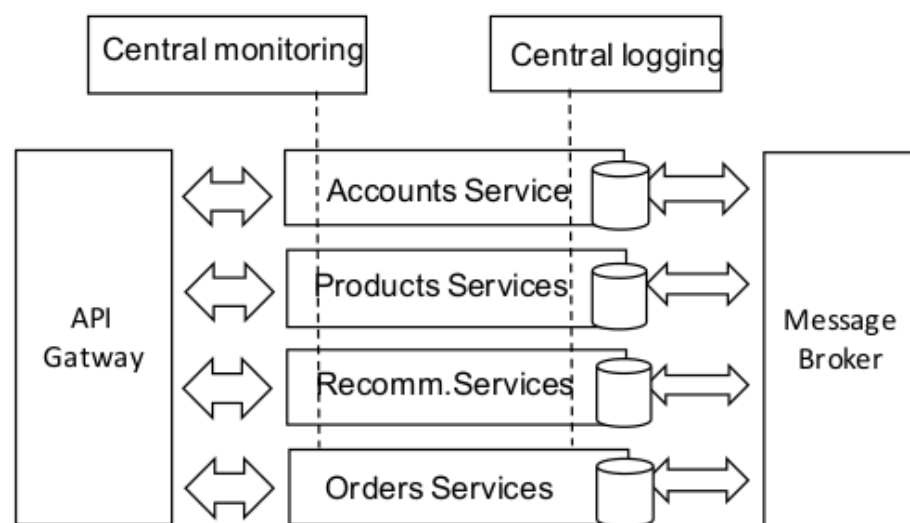 Central monitoring
Central logging
Accounts Service
Products Services
Recomm.Services
Orders Services
API
Gatway
Message
Broker